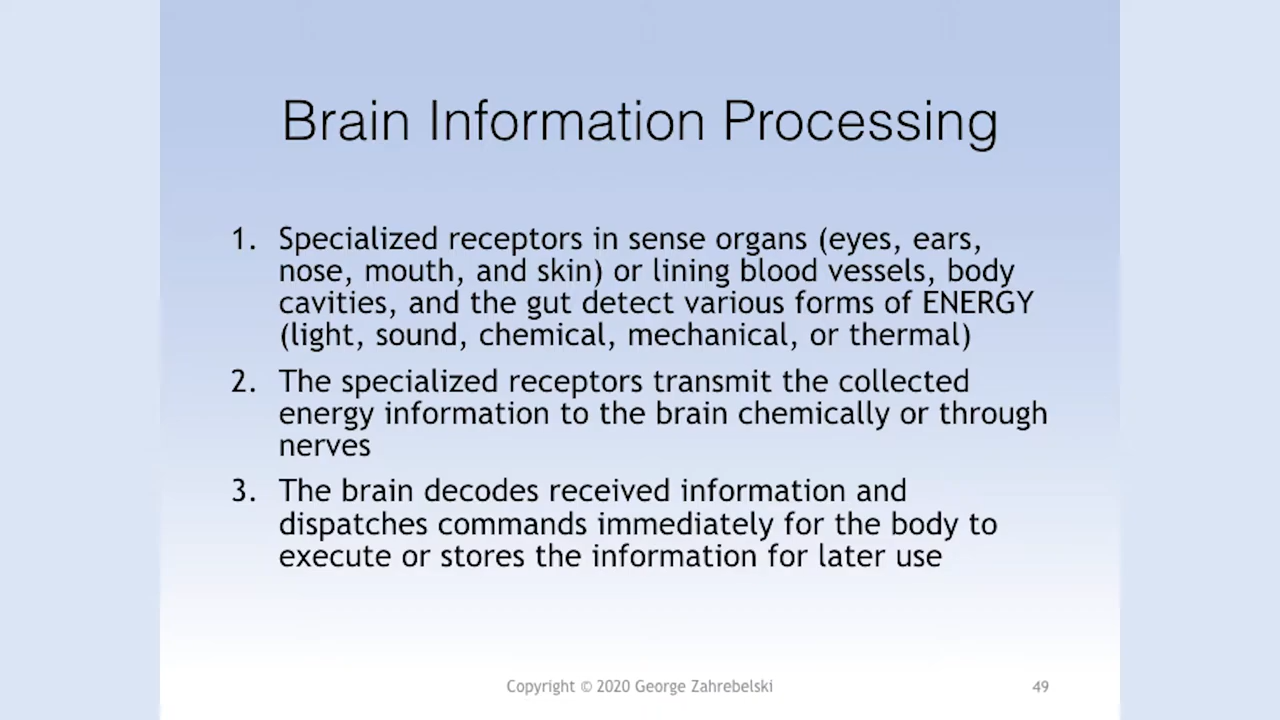 Brain Information Processing
1. Specialized receptors in sense organs (eyes, ears,
nose, mouth, and skin) or lining blood vessels, body
cavities, and the gut detect various forms of ENERGY
(light, sound, chemical, mechanical, or thermal)
2. The specialized receptors transmit the collected
energy information to the brain chemically or through
nerves
3. The brain decodes received information and
dispatches commands immediately for the body to
execute or stores the information for later use
Copyright © 2020 George Zahrebelski 49